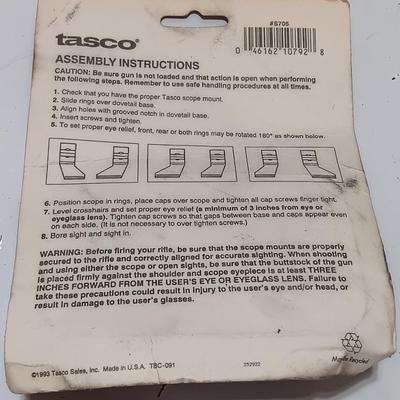 #S705
tasco®
0 46162 10792 8
ASSEMBLY INSTRUCTIONS
CAUTION: Be sure gun is not loaded and that action is open when performing
the following steps. Remember to use safe handling procedures at all times.
1. Check that you have the proper Tasco scope mount.
2. Slide rings over dovetail base.
3. Align holes with grooved notch in dovetail base.
4. Insert screws and tighten.
5. To set proper eye relief, front, rear or both rings may be rotated 180° as shown below.
6. Position scope in rings, place caps over scope and tighten all cap screws finger tight.
7. Level crosshairs and set proper eye relief (a minimum of 3 inches from eye or
eyeglass lens). Tighten cap screws so that gaps between base and caps appear even
on each side. (It is not necessary to over tighten screws.)
8. Bore sight and sight in.
WARNING: Before firing your rifle, be sure that the scope mounts are properly
secured to the rifle and correctly aligned for accurate sighting. When shooting
and using either the scope or open sights, be sure that the buttstock of the gun
is placed firmly against the shoulder and scope eyepiece is at least THREE
INCHES FORWARD FROM THE USER'S EYE OR EYEGLASS LENS. Failure to
take these precautions could result in injury to the user's eye and/or head, or
result in damage to the user's glasses.
©1993 Tasco Sales, Inc. Made in U.S.A. TBC-091
252922
Recycled